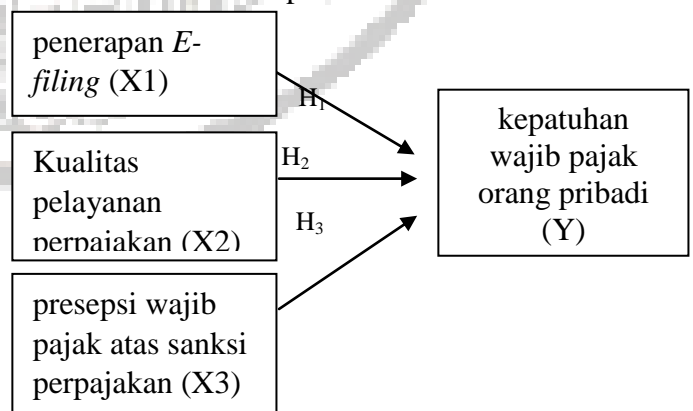 penerapan E-
filing (X1)
H₁
Kualitas
pelayanan
perpajakan (X2)
H₂
H₃
presepsi wajib
pajak atas sanksi
perpajakan (X3)
kepatuhan
wajib pajak
orang pribadi
(Y)